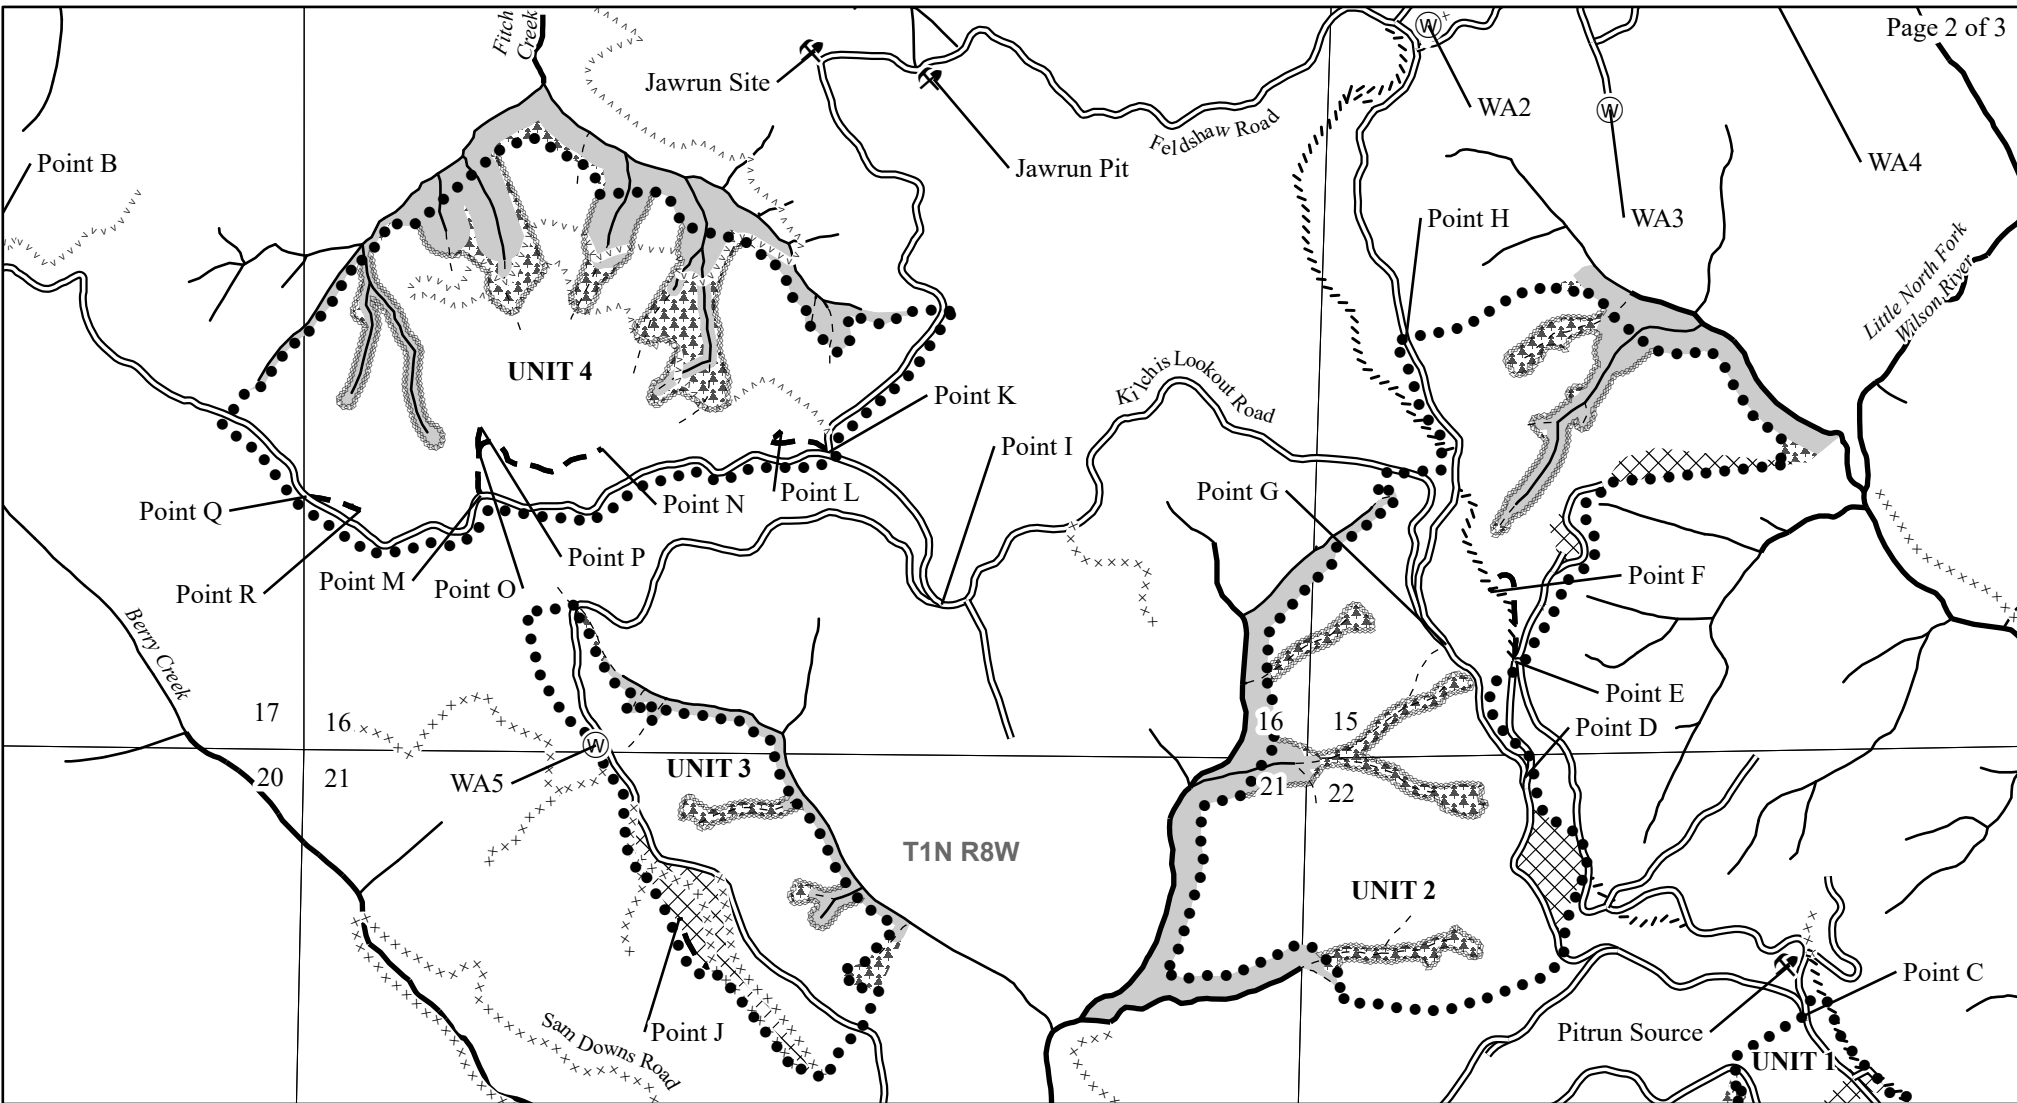 Page 2 of 3
Fitch
Creek
Jawrun Site
WA2
Feldshaw Road
Point B
Jawrun Pit
WA4
Point H
WA3
Little North Fork
Wilson River
UNIT 4
Kilchis Lookout Road
Point K
Point I
Point G
Point L
Point N
Point Q
Point P
Point F
Point M
Point O
Point R
Berry Creek
Point E
17
16
16
15
Point D
W
W
W
UNIT 3
20
21
WA5
21
22
T1N R8W
UNIT 2
Point C
Sam Downs Road
Point J
Pitrun Source
UNIT 1